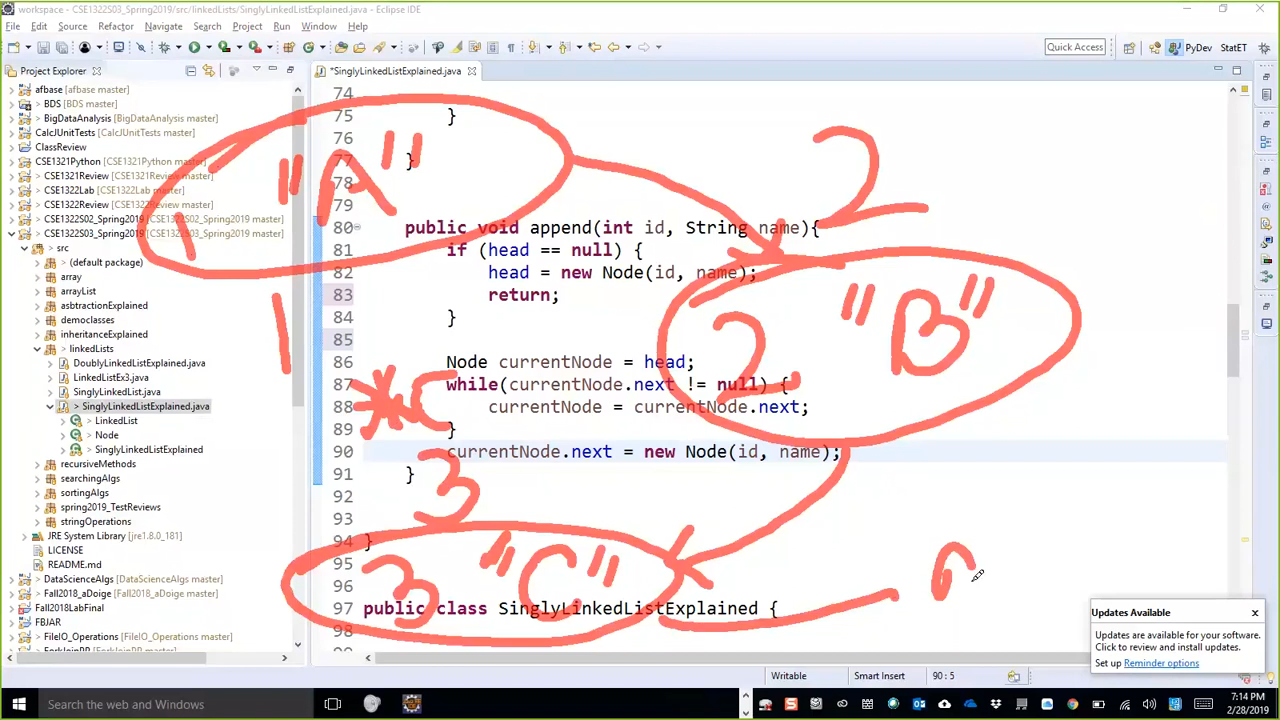 workspace - CSE1322S03_Spring2019/src/linkedLists/SinglyLinkedListExplained.java - Eclipse IDE
File Edit Source Refactor Navigate Search Project Run Window Help
Quick Access
PyDev
StatET
Project Explorer
*SinglyLinkedListExplained.java
afbase [afbase master]
BDS [BDS master]
BigDataAnalysis [BigDataAnalysis master]
CalcJUnitTests [CalcJUnitTests master]
ClassReview
CSE1321Python [CSE1321Python master]
CSE1321Review [CSE1321Review master]
CSE1322Lab [CSE1322Lab master]
CSE1322Review [CSE1322Review master]
CSE1322S02_Spring2019 [CSE1322S02_Spring2019 master]
> CSE1322S03_Spring2019 [CSE1322S03_Spring2019 master]
src
(default package)
array
arrayList
asbtractionExplained
democlasses
inheritanceExplained
linkedLists
DoublyLinkedListExplained.java
LinkedListEx3.java
SinglyLinkedList.java
> SinglyLinkedListExplained.java
LinkedList
Node
SinglyLinkedListExplained
recursiveMethods
searchingAlgs
sortingAlgs
spring2019_TestReviews
stringOperations
JRE System Library [jre1.8.0_181]
LICENSE
README.md
DataScienceAlgs [DataScienceAlgs master]
Fall2018_aDoige [Fall2018_aDoige master]
Fall2018LabFinal
FBJAR
FileIO_Operations [FileIO_Operations master]
74
75 }
76
77 }
78
79
80 public void append(int id, String name){
81 if (head == null) {
82 head = new Node(id, name);
83 return;
84 }
85
86 Node currentNode = head;
87 while(currentNode.next != null) {
88 currentNode = currentNode.next;
89 }
90 currentNode.next = new Node(id, name);
91 }
92
93
94 }
95
96
97 public class SinglyLinkedListExplained {
98
1 "A"
1
2
2 "B"
*C
3
3 "C"
Updates Available
Updates are available for your software.
Click to review and install updates.
Set up Reminder options
Writable
Smart Insert
90 : 5
Search the web and Windows
7:14 PM
2/28/2019